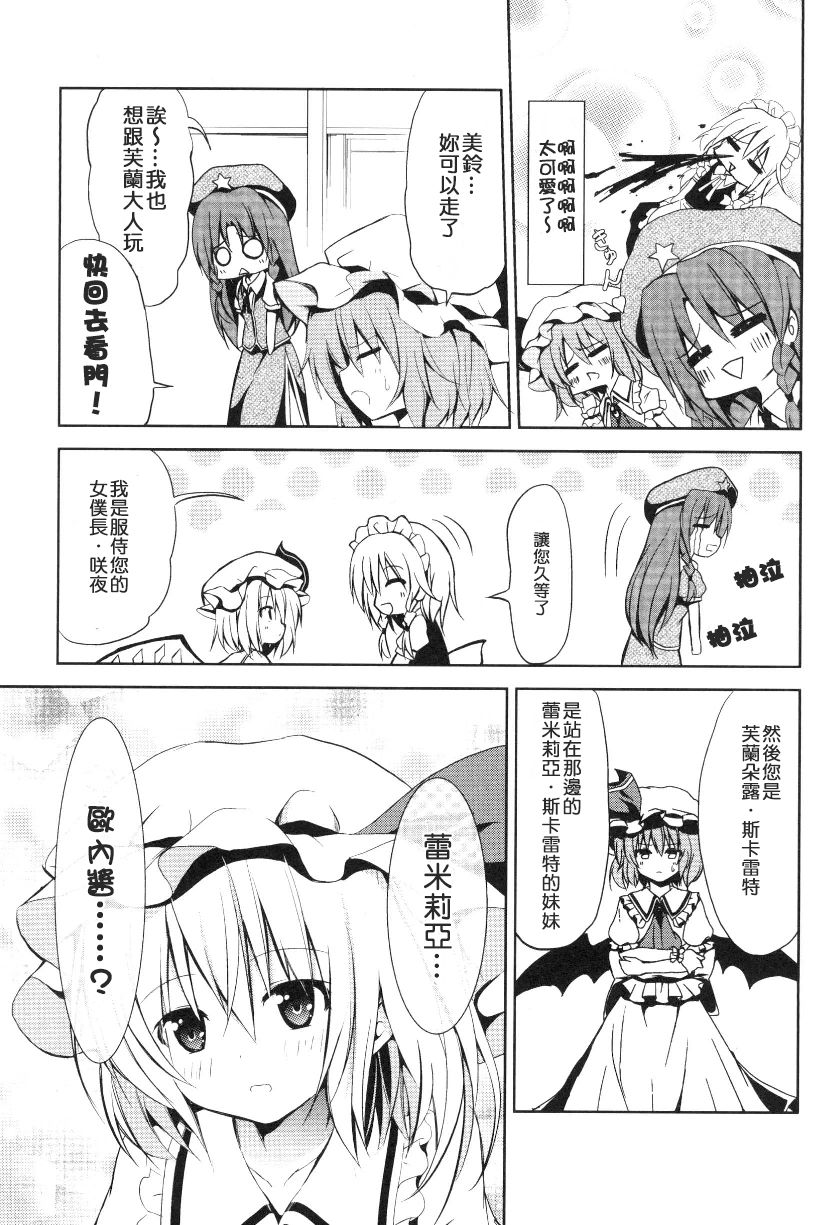 啊啊啊啊啊
太可愛了～
きゅん
美鈴…
妳可以走了
誒～…我也
想跟芙蘭大人玩
快回去看門！
抽泣
抽泣
讓您久等了
我是服侍您的
女僕長．咲夜
然後您是
芙蘭朵露．斯卡雷特
是站在那邊的
蕾米莉亞．斯卡雷特的妹妹
蕾米莉亞…
歐內醬……？